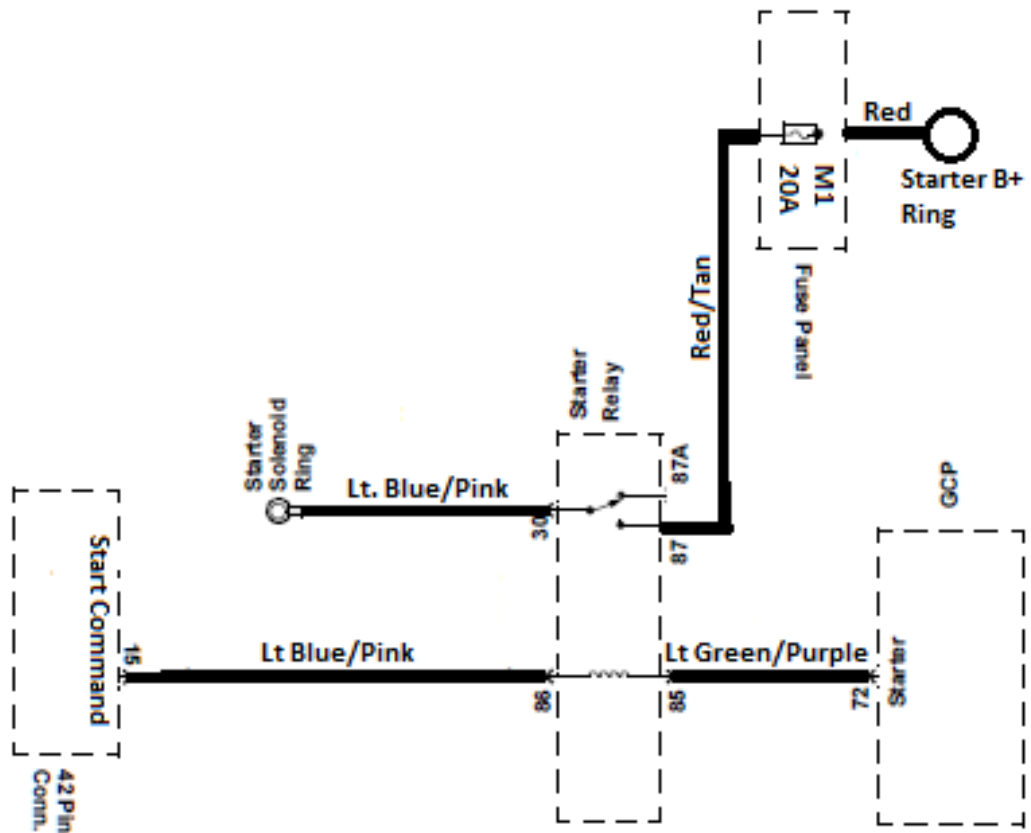 Red
Starter B+
Ring
M1
20A
Fuse Panel
Red/Tan
Starter
Relay
Starter
Solenoid
Ring
Lt. Blue/Pink
30
87A
87
GCP
Start Command
15
Lt Blue/Pink
86
85
Lt Green/Purple
72
Starter
42 Pin
Conn.